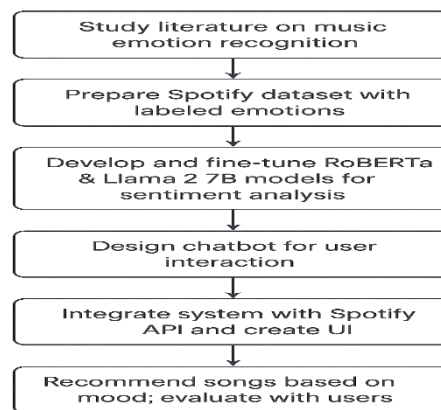 Study literature on music
emotion recognition
Prepare Spotify dataset with
labeled emotions
Develop and fine-tune RoBERTa
& Llama 2 7B models for
sentiment analysis
Design chatbot for user
interaction
Integrate system with Spotify
API and create UI
Recommend songs based on
mood; evaluate with users